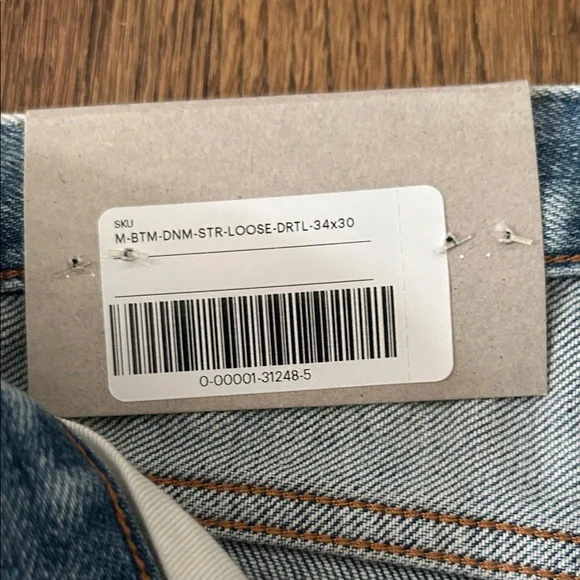 SKU
M-BTM-DNM-STR-LOOSE-DRTL-34x30
0-00001-31248-5